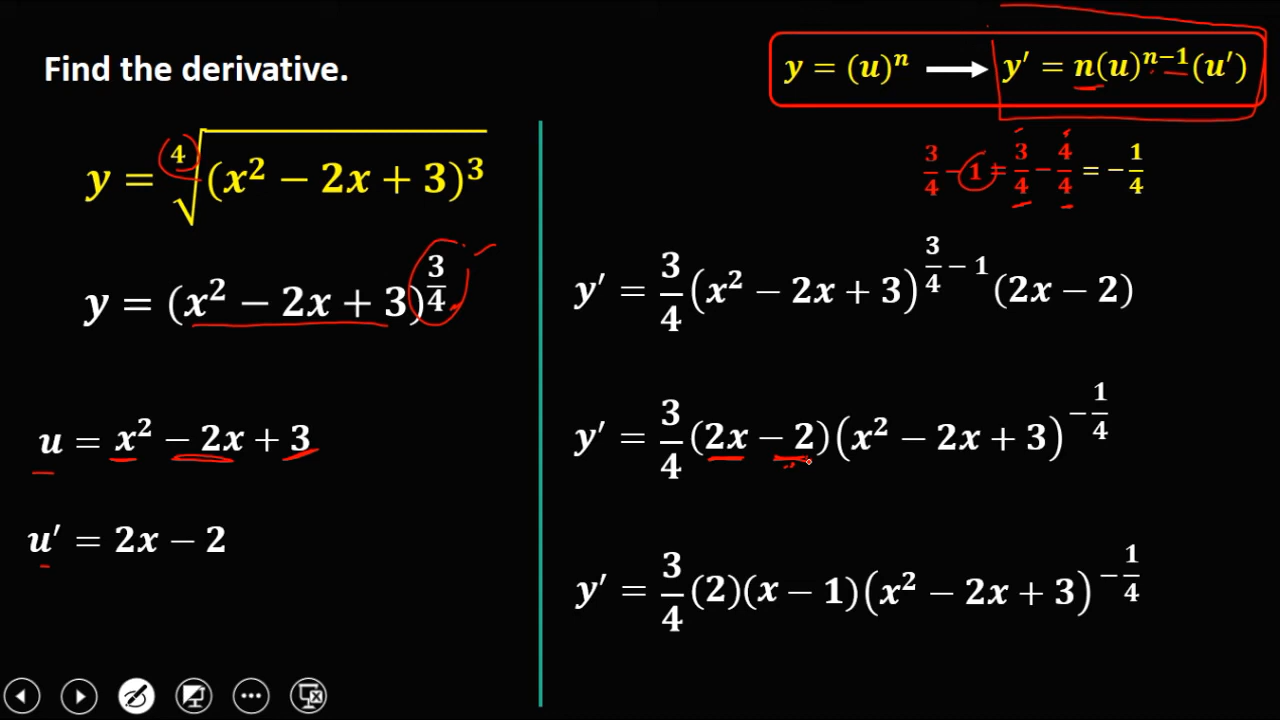 Find the derivative.
y = (u)^n ⟶ y′ = n(u)^{n−1}(u′)
y = ∜((x² − 2x + 3)³)
3/4 − 1 = 3/4 − 4/4 = −1/4
y = (x² − 2x + 3)^{3/4}
u = x² − 2x + 3
u′ = 2x − 2
y′ = 3/4 (x² − 2x + 3)^{3/4 − 1} (2x − 2)
y′ = 3/4 (2x − 2)(x² − 2x + 3)^{−1/4}
y′ = 3/4 (2)(x − 1)(x² − 2x + 3)^{−1/4}